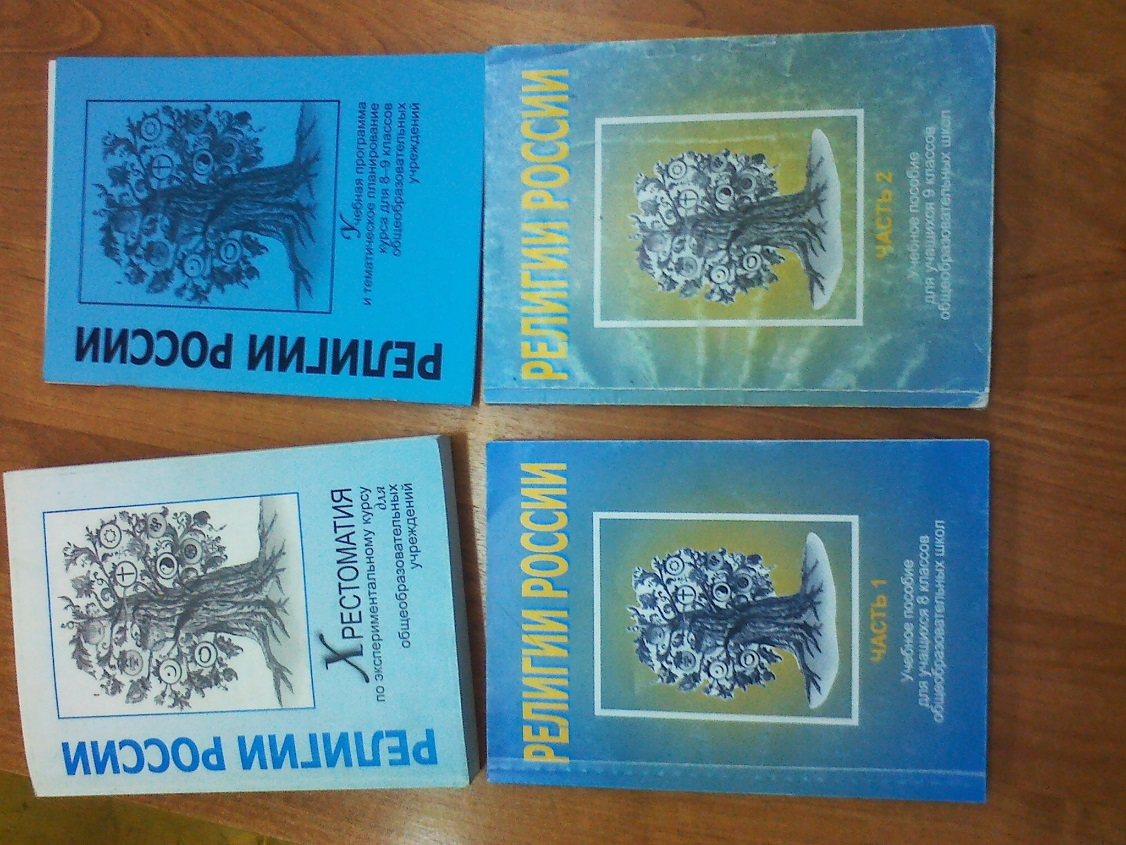 РЕЛИГИИ РОССИИ
Учебная программа
и тематическое планирование
курса для 8–9 классов
общеобразовательных
учреждений
РЕЛИГИИ РОССИИ
ЧАСТЬ 2
Учебное пособие
для учащихся 9 классов
общеобразовательных школ
РЕЛИГИИ РОССИИ
ХРЕСТОМАТИЯ
по экспериментальному курсу
для
общеобразовательных
учреждений
РЕЛИГИИ РОССИИ
ЧАСТЬ 1
Учебное пособие
для учащихся 8 классов
общеобразовательных школ